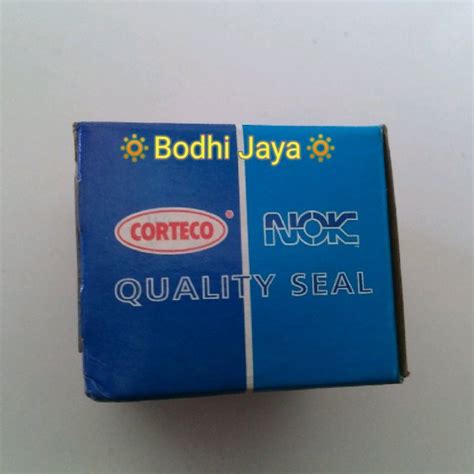 🔅Bodhi Jaya🔅
CORTECO® NOK
QUALITY SEAL